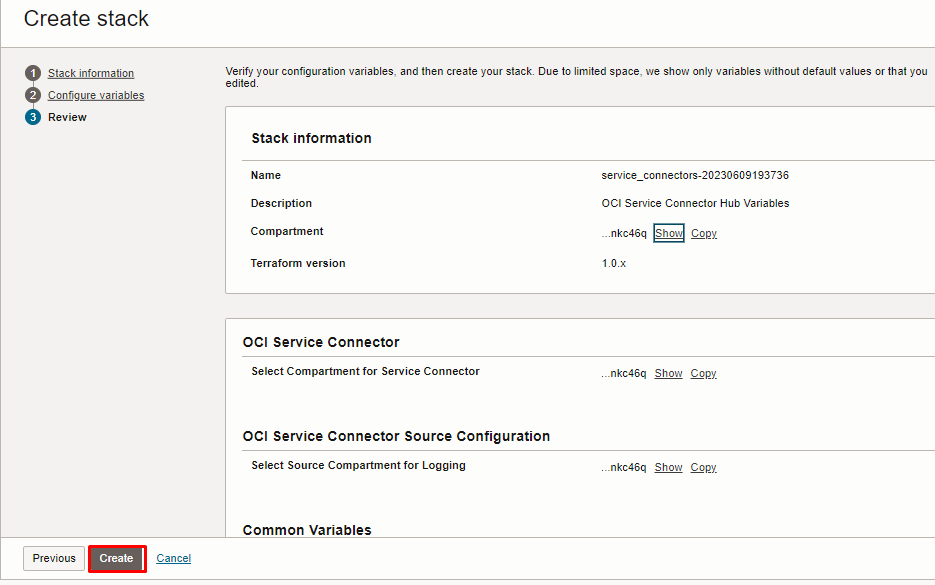 Create stack
1 Stack information
2 Configure variables
3 Review
Verify your configuration variables, and then create your stack. Due to limited space, we show only variables without default values or that you
edited.
Stack information
Name service_connectors-20230609193736
Description OCI Service Connector Hub Variables
Compartment ...nkc46q Show Copy
Terraform version 1.0.x
OCI Service Connector
Select Compartment for Service Connector ...nkc46q Show Copy
OCI Service Connector Source Configuration
Select Source Compartment for Logging ...nkc46q Show Copy
Common Variables
Previous Create Cancel